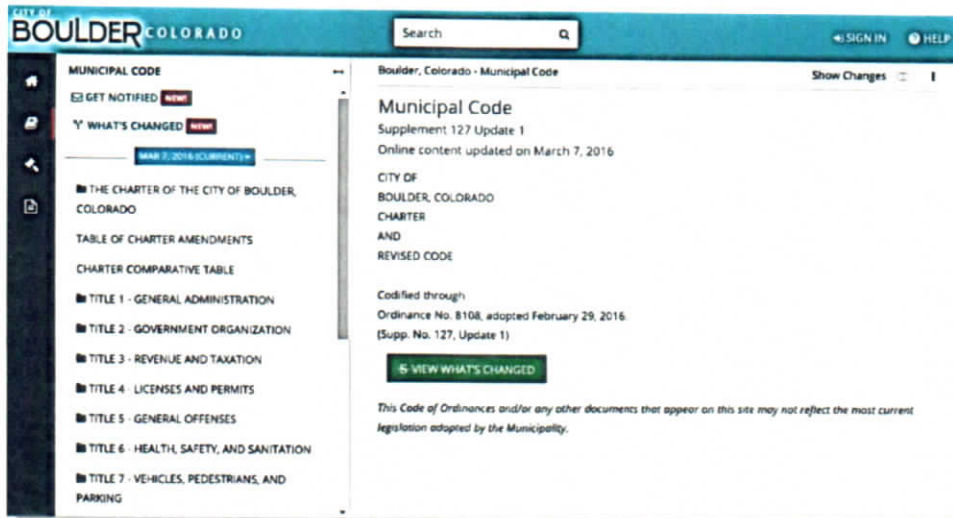 CITY OF
BOULDER COLORADO
Search
SIGN IN
HELP
MUNICIPAL CODE
GET NOTIFIED NEW!
WHAT'S CHANGED NEW!
MAR 7, 2016 (CURRENT)
THE CHARTER OF THE CITY OF BOULDER,
COLORADO
TABLE OF CHARTER AMENDMENTS
CHARTER COMPARATIVE TABLE
TITLE 1 - GENERAL ADMINISTRATION
TITLE 2 - GOVERNMENT ORGANIZATION
TITLE 3 - REVENUE AND TAXATION
TITLE 4 - LICENSES AND PERMITS
TITLE 5 - GENERAL OFFENSES
TITLE 6 - HEALTH, SAFETY, AND SANITATION
TITLE 7 - VEHICLES, PEDESTRIANS, AND
PARKING
Boulder, Colorado - Municipal Code
Show Changes
Municipal Code
Supplement 127 Update 1
Online content updated on March 7, 2016
CITY OF
BOULDER, COLORADO
CHARTER
AND
REVISED CODE
Codified through
Ordinance No. 8108, adopted February 29, 2016.
(Supp. No. 127, Update 1)
VIEW WHAT'S CHANGED
This Code of Ordinances and/or any other documents that appear on this site may not reflect the most current
legislation adopted by the Municipality.